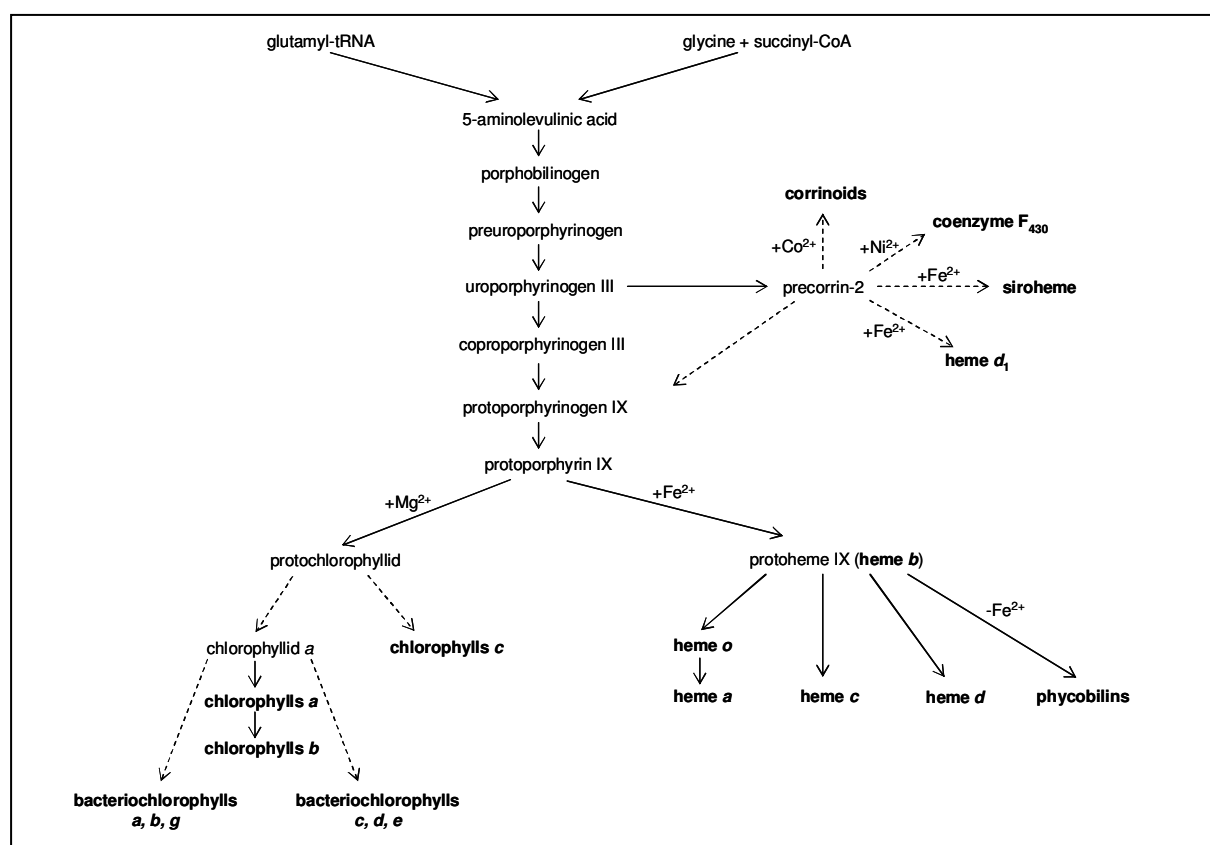 glutamyl-tRNA
glycine + succinyl-CoA
5-aminolevulinic acid
porphobilinogen
corrinoids
preuroporphyrinogen
coenzyme F₄₃₀
+Co²⁺
+Ni²⁺
+Fe²⁺
uroporphyrinogen III
precorrin-2
siroheme
+Fe²⁺
coproporphyrinogen III
heme d₁
protoporphyrinogen IX
protoporphyrin IX
+Mg²⁺
+Fe²⁺
protochlorophyllid
protoheme IX (heme b)
-Fe²⁺
chlorophyllid a
chlorophylls c
heme o
chlorophylls a
heme a
heme c
heme d
phycobilins
chlorophylls b
bacteriochlorophylls
a, b, g
bacteriochlorophylls
c, d, e